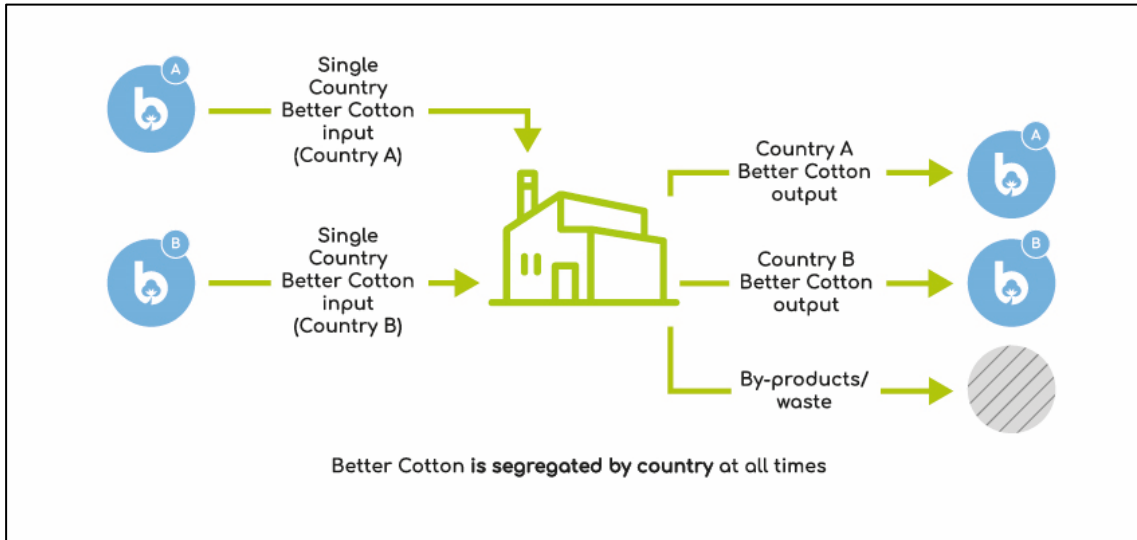 A
Single
Country
Better Cotton
input
(Country A)
B
Single
Country
Better Cotton
input
(Country B)
Country A
Better Cotton
output
A
Country B
Better Cotton
output
B
By-products/
waste
Better Cotton is segregated by country at all times